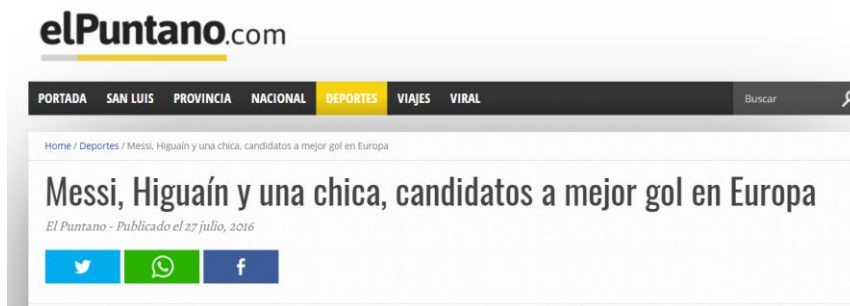 elPuntano.com
PORTADA SAN LUIS PROVINCIA NACIONAL DEPORTES VIAJES VIRAL Buscar
Home / Deportes / Messi, Higuaín y una chica, candidatos a mejor gol en Europa
Messi, Higuaín y una chica, candidatos a mejor gol en Europa
El Puntano - Publicado el 27 julio, 2016